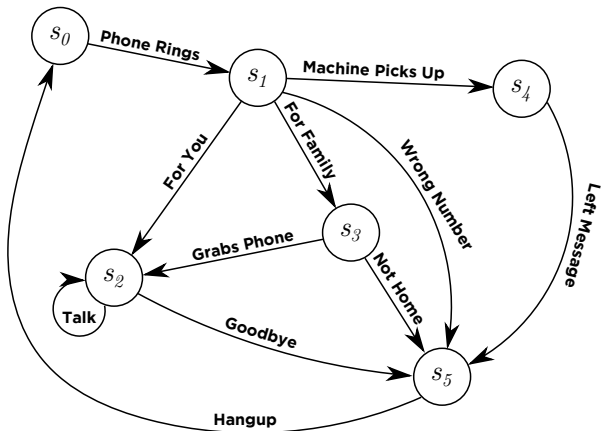 s0
Phone Rings
s1
Machine Picks Up
s4
For You
For Family
Wrong Number
Left Message
s3
Grabs Phone
Not Home
s2
Talk
Goodbye
s5
Hangup